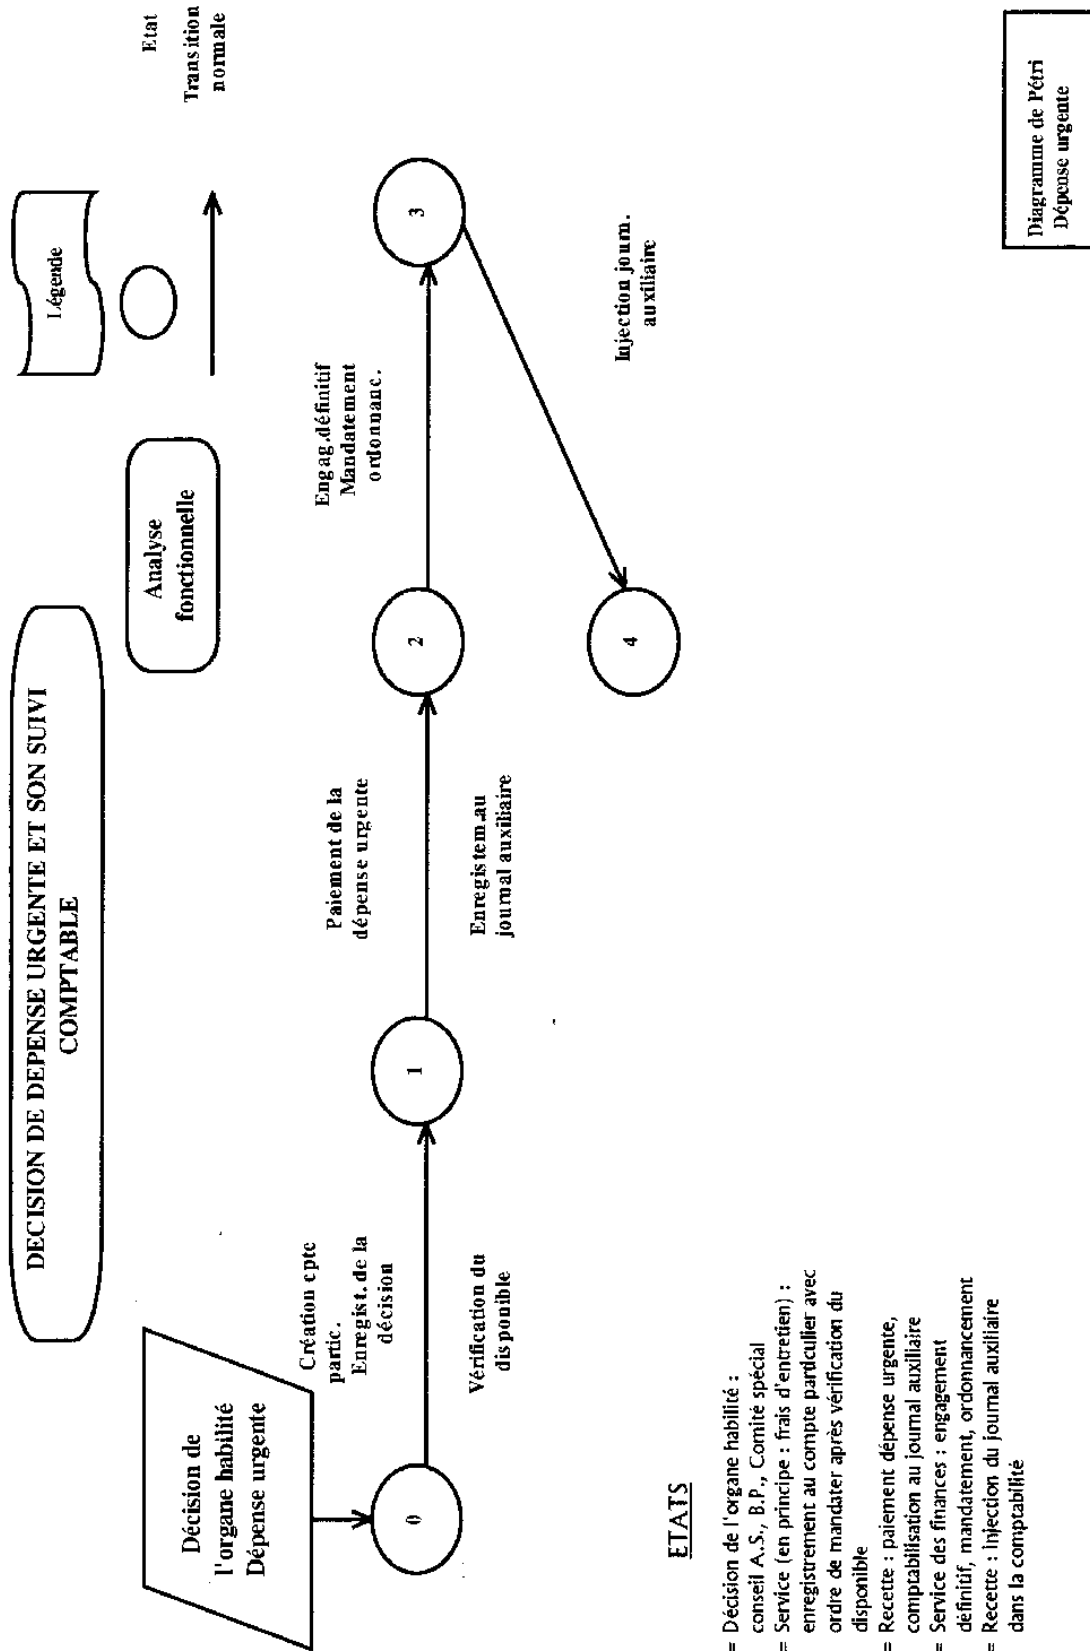 DECISION DE DEPENSE URGENTE ET SON SUIVI
COMPTABLE
Légende
Analyse
fonctionnelle
Etat
Transition
normale
Décision de
l'organe habilité
Dépense urgente
Création cpte
partic.
Enregist. de la
décision
Vérification du
disponible
Paiement de la
dépense urgente
Enregistem.au
journal auxiliaire
Engag.définitif
Mandatement
ordonnanc.
Injection journ.
auxiliaire
0
1
2
3
4
ETATS
= Décision de l'organe habilité :
conseil A.S., B.P., Comité spécial
= Service (en principe : frais d'entretien) :
enregistrement au compte particulier avec
ordre de mandater après vérification du
disponible
= Recette : paiement dépense urgente,
comptabilisation au journal auxiliaire
= Service des finances : engagement
définitif, mandatement, ordonnancement
= Recette : Injection du journal auxiliaire
dans la comptabilité
Diagramme de Pétri
Dépense urgente